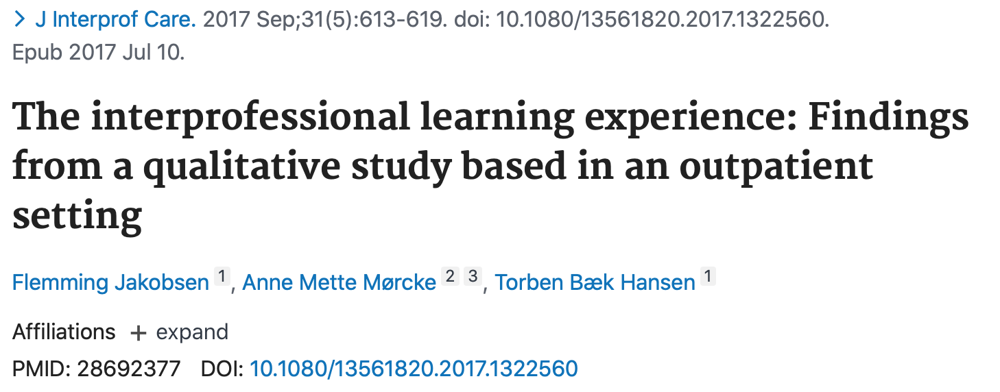 > J Interprof Care. 2017 Sep;31(5):613-619. doi: 10.1080/13561820.2017.1322560.
Epub 2017 Jul 10.
The interprofessional learning experience: Findings
from a qualitative study based in an outpatient
setting
Flemming Jakobsen 1, Anne Mette Mørcke 2 3, Torben Bæk Hansen 1
Affiliations + expand
PMID: 28692377 DOI: 10.1080/13561820.2017.1322560